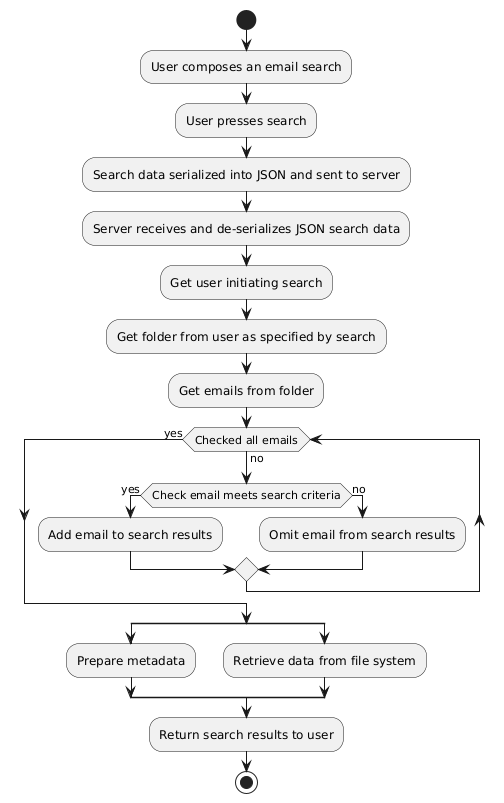 User composes an email search
User presses search
Search data serialized into JSON and sent to server
Server receives and de-serializes JSON search data
Get user initiating search
Get folder from user as specified by search
Get emails from folder
yes
Checked all emails
no
yes
Check email meets search criteria
no
Add email to search results
Omit email from search results
Prepare metadata
Retrieve data from file system
Return search results to user